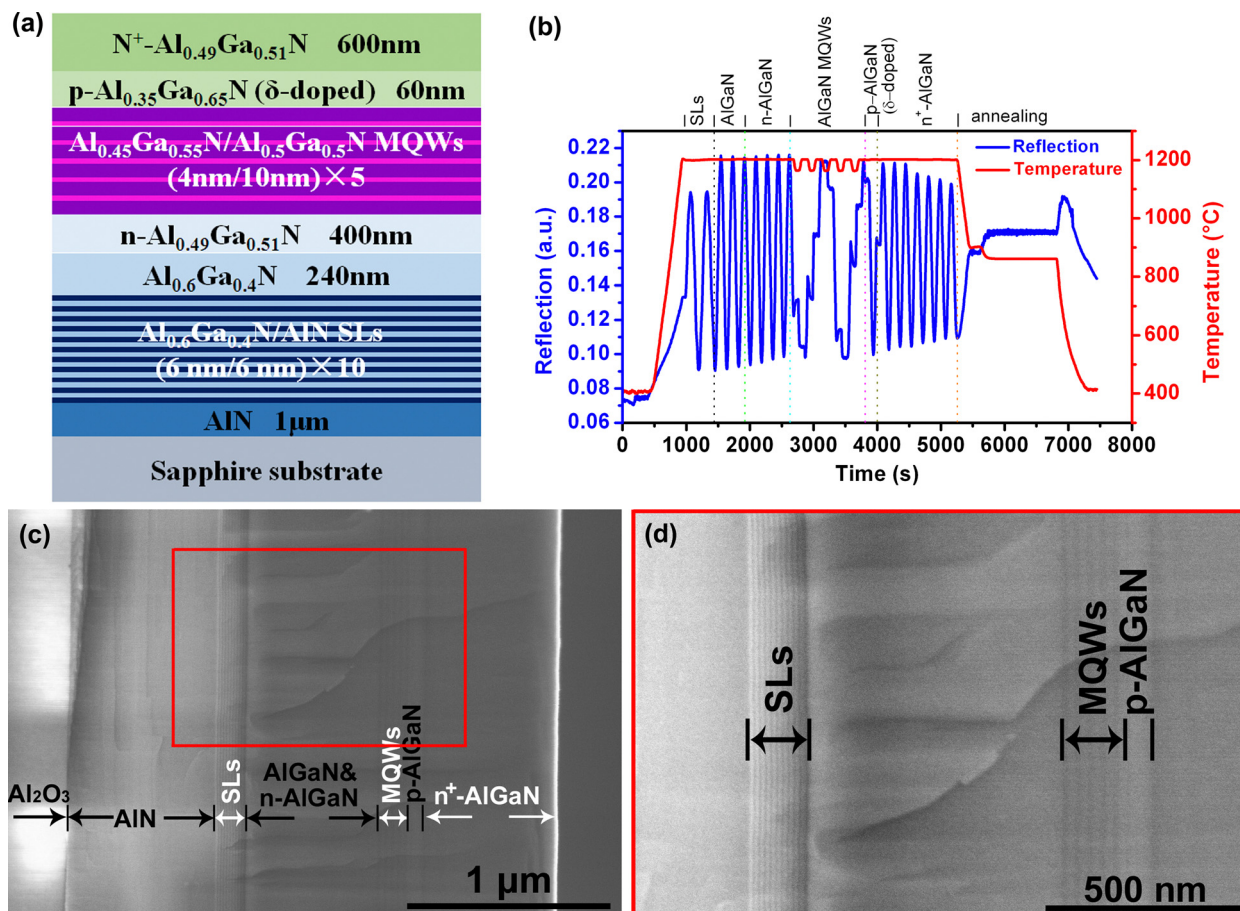 (a)
N⁺-Al₀.₄₉Ga₀.₅₁N 600nm
p-Al₀.₃₅Ga₀.₆₅N (δ-doped) 60nm
Al₀.₄₅Ga₀.₅₅N/Al₀.₅Ga₀.₅N MQWs
(4nm/10nm)×5
n-Al₀.₄₉Ga₀.₅₁N 400nm
Al₀.₆Ga₀.₄N 240nm
Al₀.₆Ga₀.₄N/AlN SLs
(6 nm/6 nm)×10
AlN 1μm
Sapphire substrate
(b)
SLs
AlGaN
n-AlGaN
AlGaN MQWs
p-AlGaN
(δ-doped)
n⁺-AlGaN
annealing
Reflection
Temperature
0.22
0.20
0.18
0.16
0.14
0.12
0.10
0.08
0.06
Reflection (a.u.)
1200
1000
800
600
400
Temperature (°C)
0 1000 2000 3000 4000 5000 6000 7000 8000
Time (s)
(c)
Al₂O₃
AlN
SLs
AlGaN&
n-AlGaN
MQWs
p-AlGaN
n⁺-AlGaN
1 μm
(d)
SLs
MQWs
p-AlGaN
500 nm